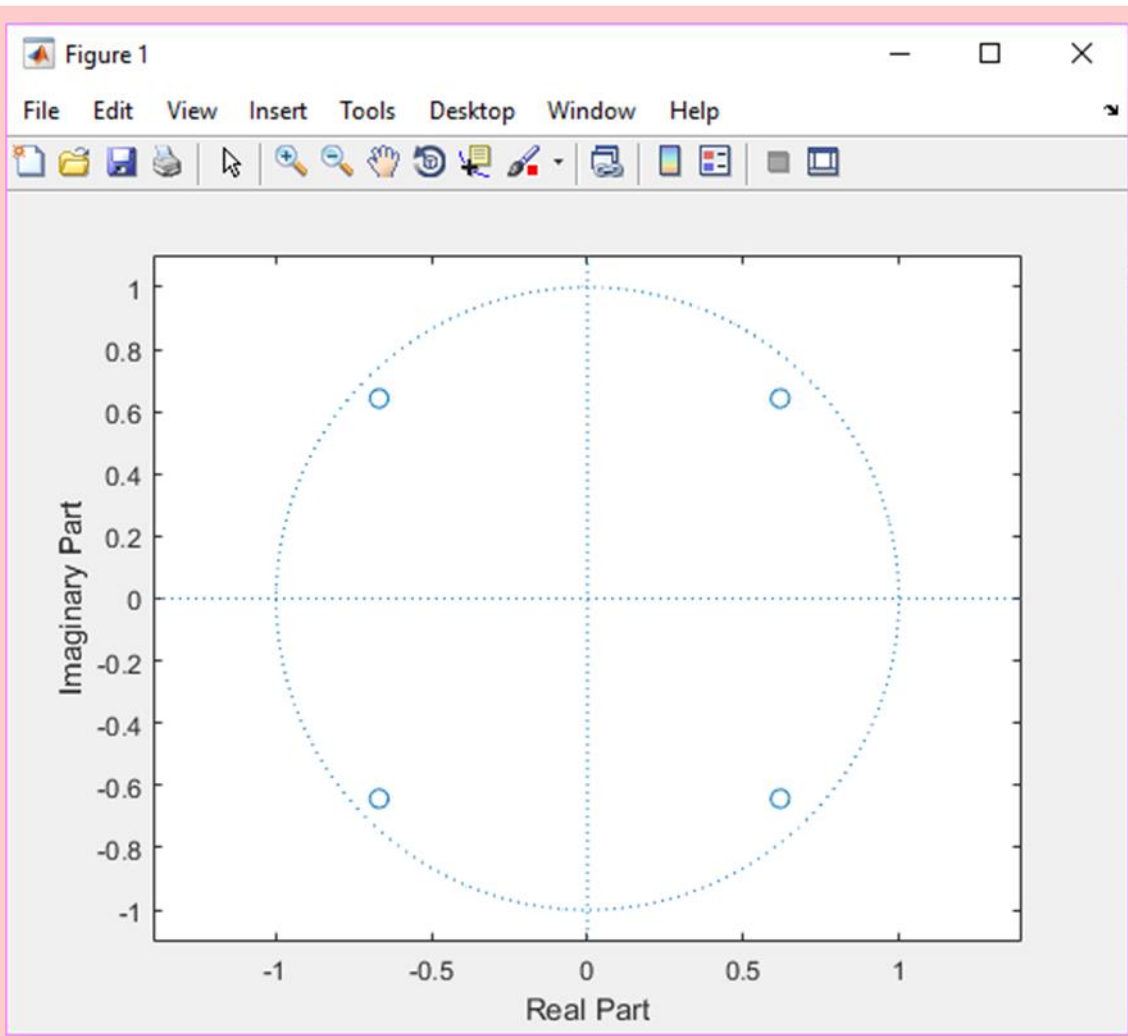 Figure 1
File Edit View Insert Tools Desktop Window Help
1
0.8
0.6
0.4
0.2
0
-0.2
-0.4
-0.6
-0.8
-1
Imaginary Part
-1 -0.5 0 0.5 1
Real Part